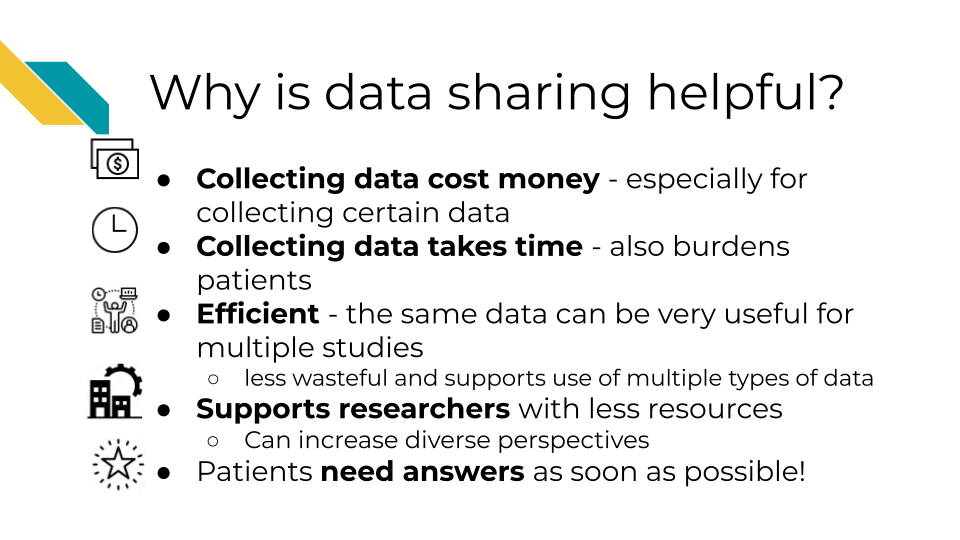 Why is data sharing helpful?
● Collecting data cost money - especially for
collecting certain data
● Collecting data takes time - also burdens
patients
● Efficient - the same data can be very useful for
multiple studies
○ less wasteful and supports use of multiple types of data
● Supports researchers with less resources
○ Can increase diverse perspectives
● Patients need answers as soon as possible!